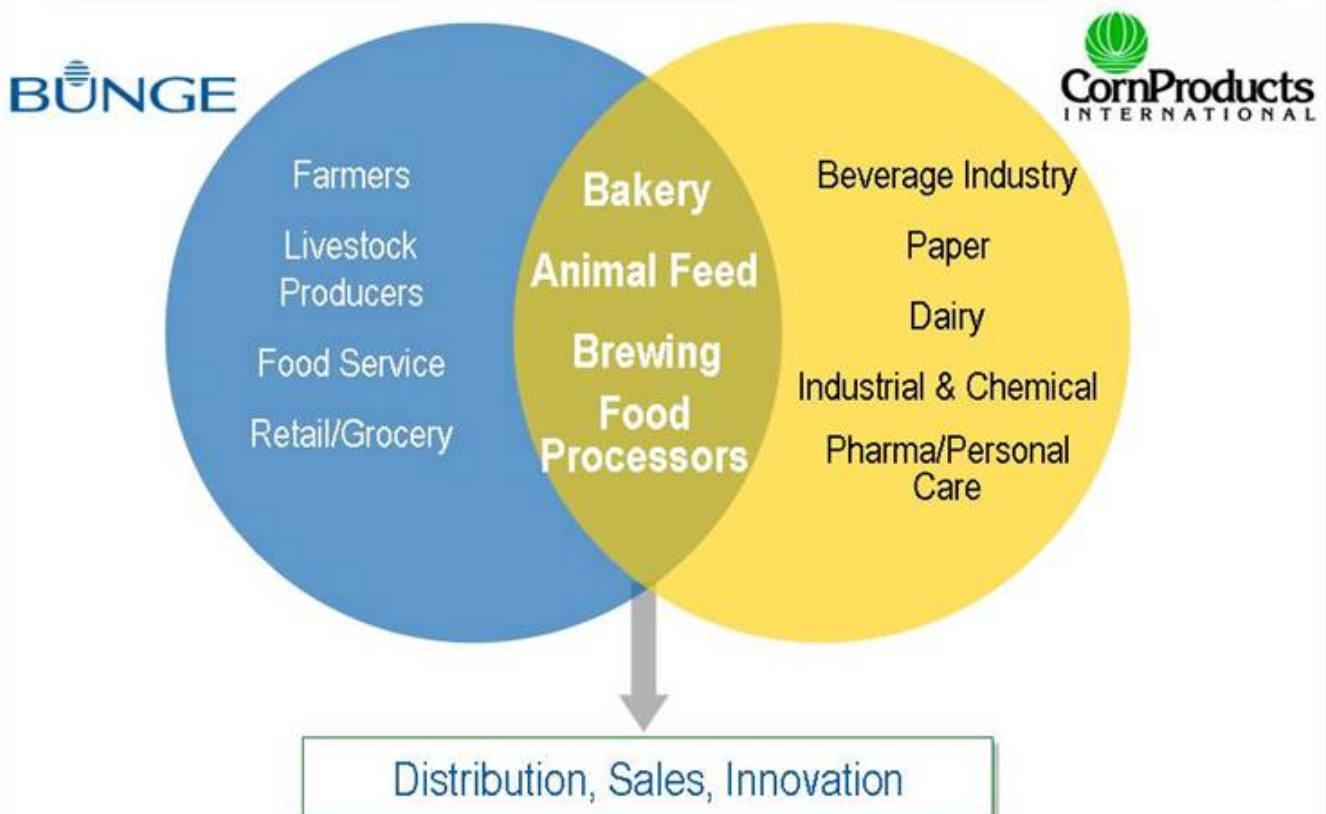 BUNGE
CornProducts
INTERNATIONAL
Farmers
Livestock
Producers
Food Service
Retail/Grocery
Bakery
Animal Feed
Brewing
Food
Processors
Beverage Industry
Paper
Dairy
Industrial & Chemical
Pharma/Personal
Care
Distribution, Sales, Innovation